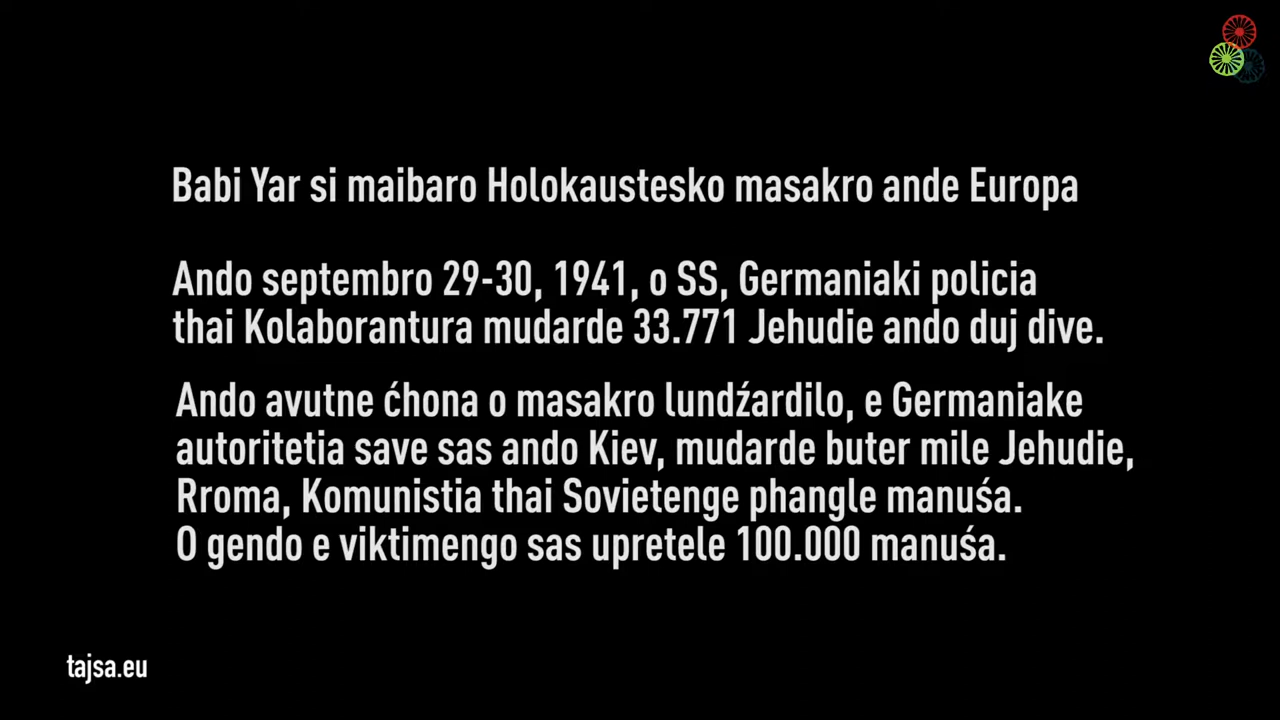 Babi Yar si maibaro Holokaustesko masakro ande Europa
Ando septembro 29-30, 1941, o SS, Germaniaki policia
thai Kolaborantura mudarde 33.771 Jehudie ando duj dive.
Ando avutne ćhona o masakro lundźardilo, e Germaniake
autoritetia save sas ando Kiev, mudarde buter mile Jehudie,
Rroma, Komunistia thai Sovietenge phangle manuśa.
O gendo e viktimengo sas upretele 100.000 manuśa.
tajsa.eu